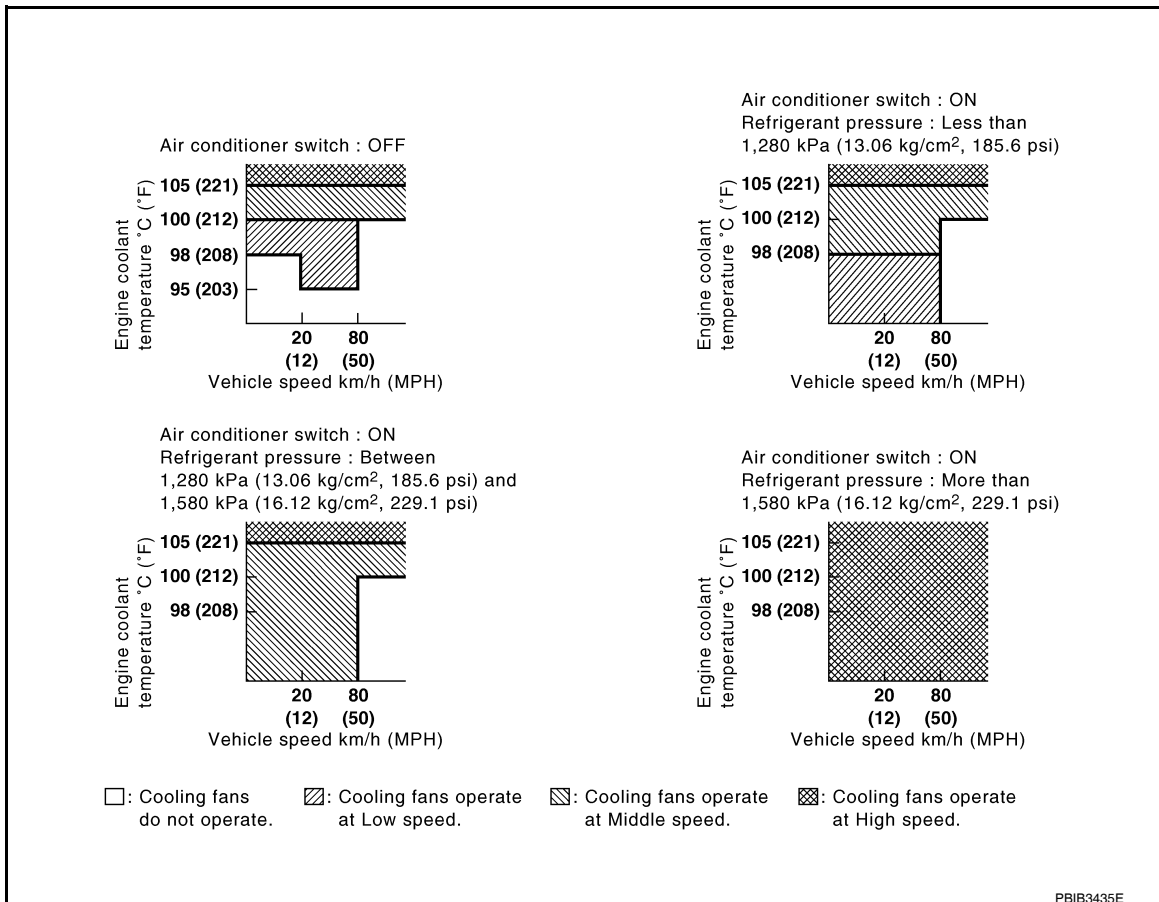 Air conditioner switch : OFF
Engine coolant
temperature ˚C (˚F)
105 (221)
100 (212)
98 (208)
95 (203)
20
(12)
80
(50)
Vehicle speed km/h (MPH)
Air conditioner switch : ON
Refrigerant pressure : Less than
1,280 kPa (13.06 kg/cm2, 185.6 psi)
Engine coolant
temperature ˚C (˚F)
105 (221)
100 (212)
98 (208)
20
(12)
80
(50)
Vehicle speed km/h (MPH)
Air conditioner switch : ON
Refrigerant pressure : Between
1,280 kPa (13.06 kg/cm2, 185.6 psi) and
1,580 kPa (16.12 kg/cm2, 229.1 psi)
Engine coolant
temperature ˚C (˚F)
105 (221)
100 (212)
98 (208)
20
(12)
80
(50)
Vehicle speed km/h (MPH)
Air conditioner switch : ON
Refrigerant pressure : More than
1,580 kPa (16.12 kg/cm2, 229.1 psi)
Engine coolant
temperature ˚C (˚F)
105 (221)
100 (212)
98 (208)
20
(12)
80
(50)
Vehicle speed km/h (MPH)
: Cooling fans
do not operate.
: Cooling fans operate
at Low speed.
: Cooling fans operate
at Middle speed.
: Cooling fans operate
at High speed.
PBIB3435E